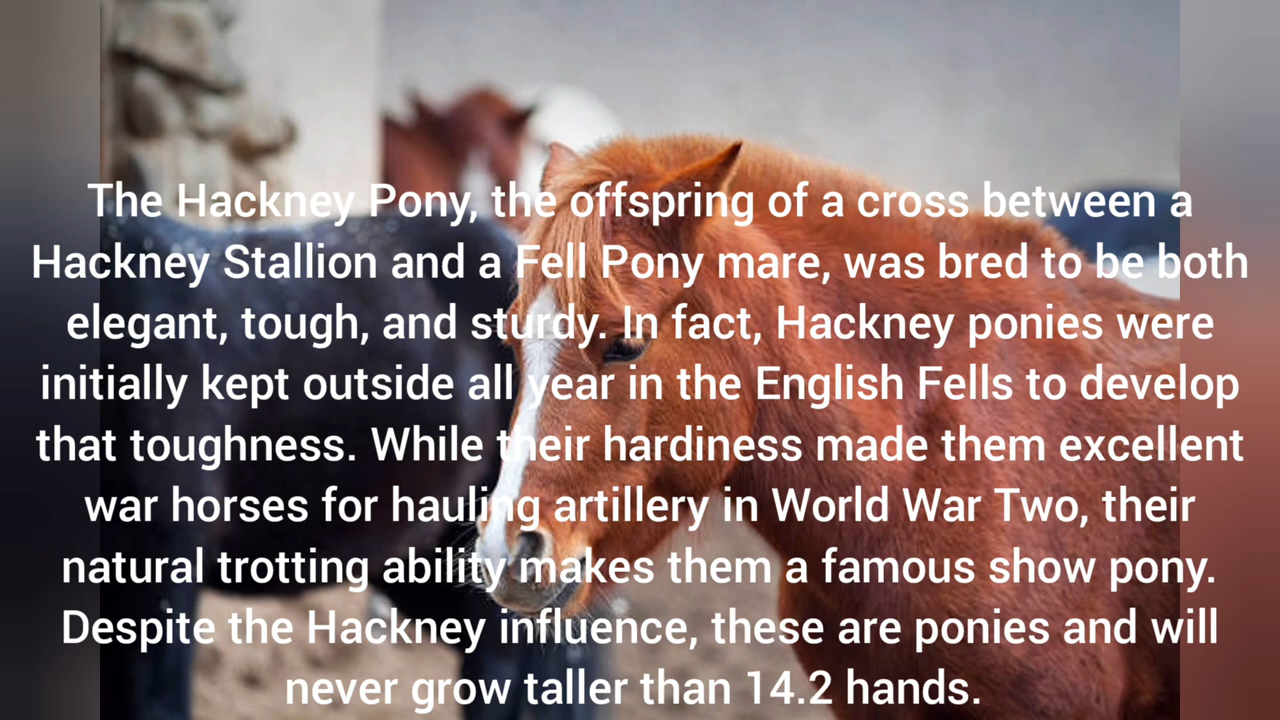 The Hackney Pony, the offspring of a cross between a
Hackney Stallion and a Fell Pony mare, was bred to be both
elegant, tough, and sturdy. In fact, Hackney ponies were
initially kept outside all year in the English Fells to develop
that toughness. While their hardiness made them excellent
war horses for hauling artillery in World War Two, their
natural trotting ability makes them a famous show pony.
Despite the Hackney influence, these are ponies and will
never grow taller than 14.2 hands.